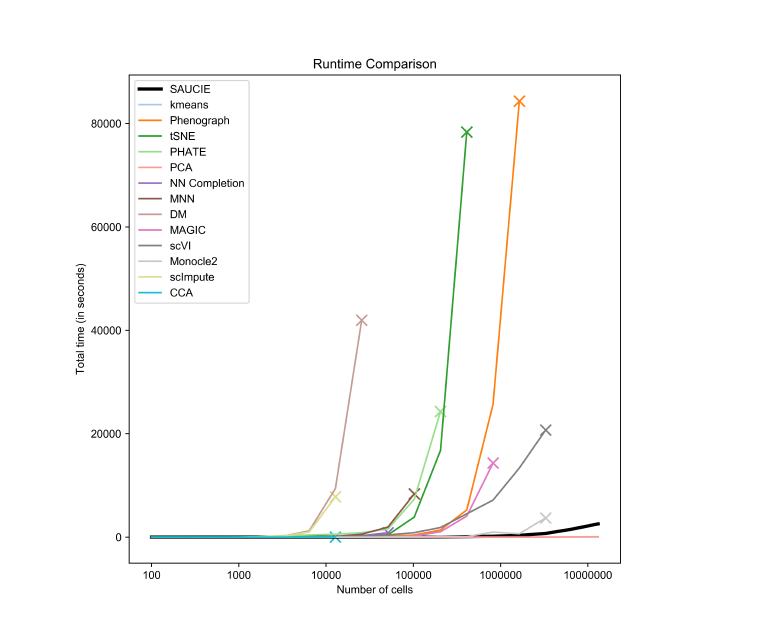 Runtime Comparison
SAUCIE
kmeans
Phenograph
tSNE
PHATE
PCA
NN Completion
MNN
DM
MAGIC
scVI
Monocle2
scImpute
CCA
Total time (in seconds)
80000
60000
40000
20000
0
100
1000
10000
100000
1000000
10000000
Number of cells